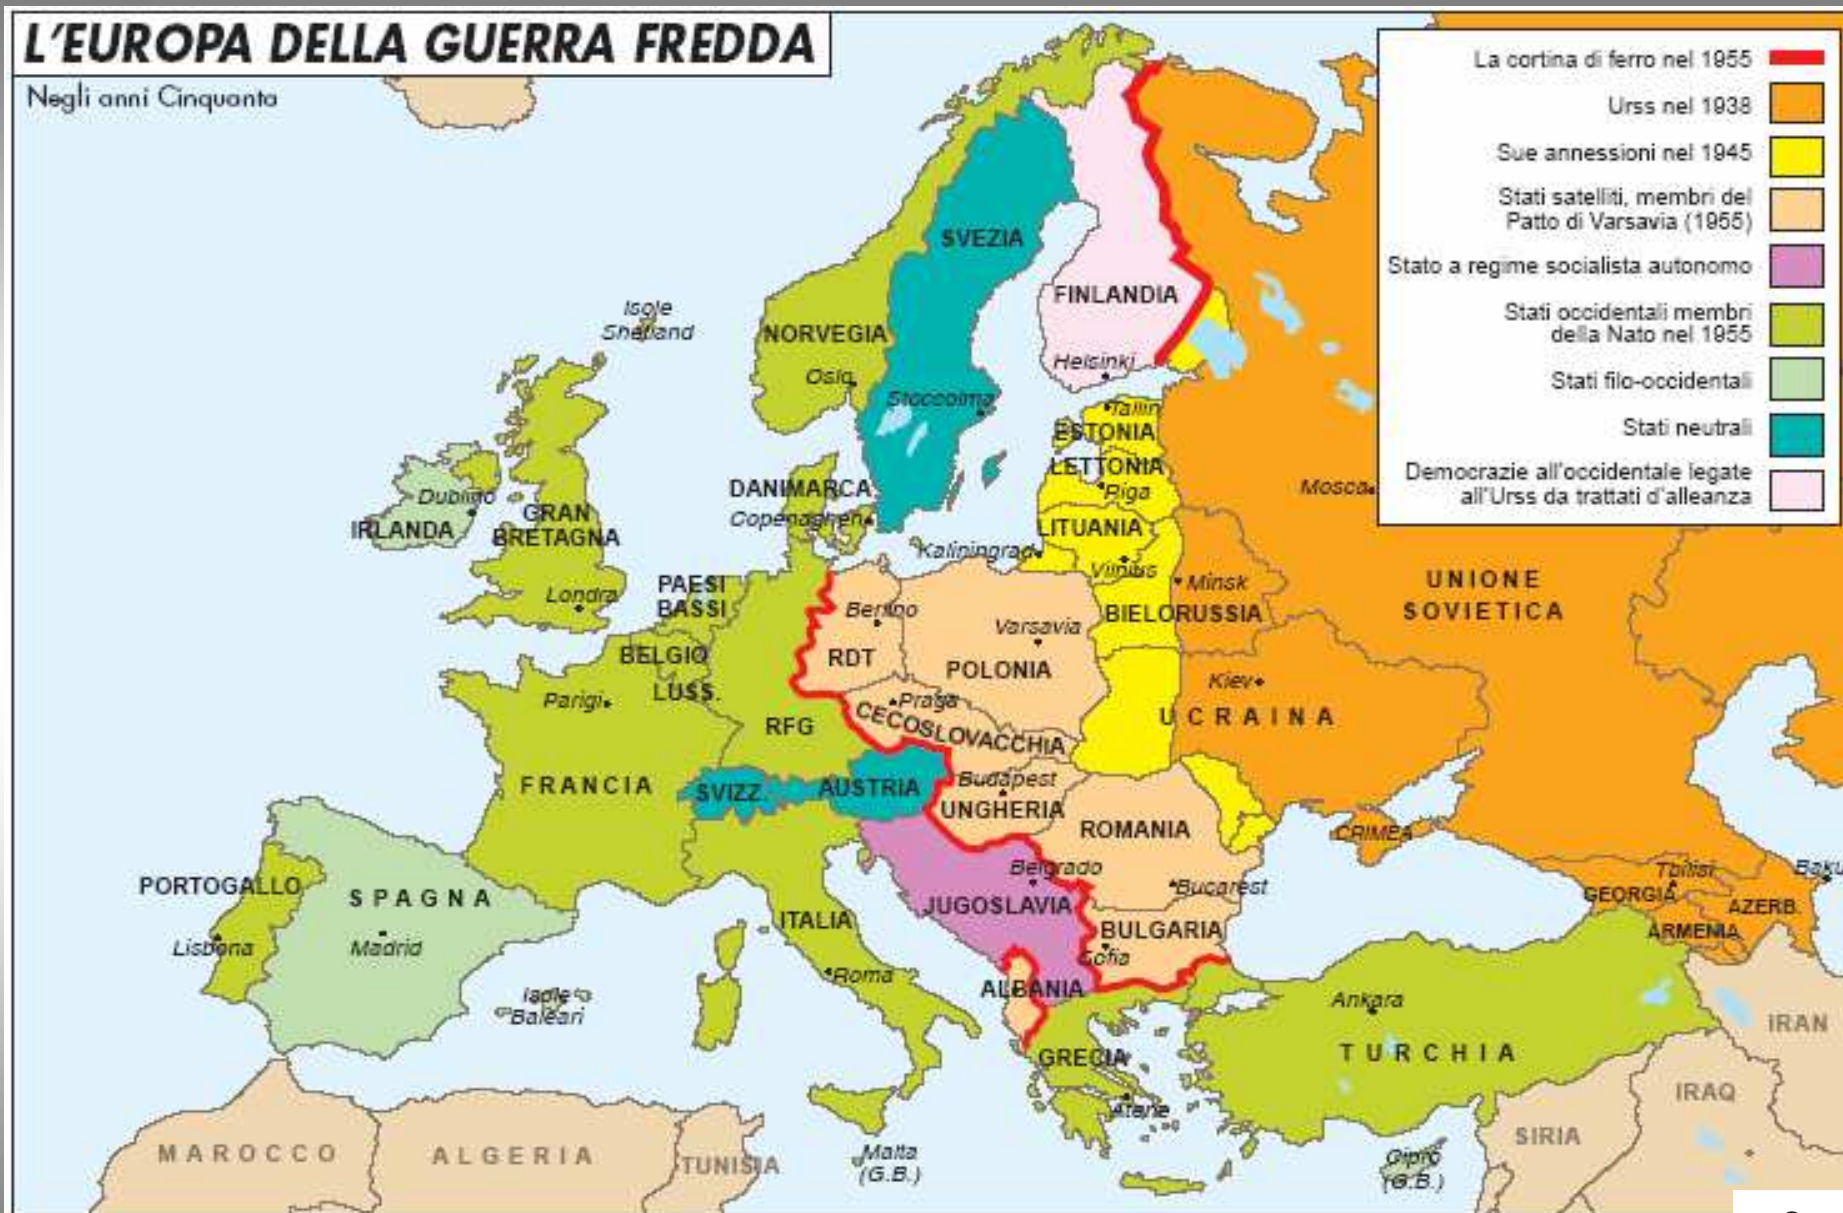 L'EUROPA DELLA GUERRA FREDDA
Negli anni Cinquanta
La cortina di ferro nel 1955
Urss nel 1938
Sue annessioni nel 1945
Stati satelliti, membri del
Patto di Varsavia (1955)
Stato a regime socialista autonomo
Stati occidentali membri
della Nato nel 1955
Stati filo-occidentali
Stati neutrali
Democrazie all'occidentale legate
all'Urss da trattati d'alleanza
SVEZIA
FINLANDIA
Isole
Shetland
NORVEGIA
Helsinki
Oslo
Stoccolma
Tallin
ESTONIA
LETTONIA
Riga
DANIMARCA
Copenaghen
Mosca
Dublino
IRLANDA
GRAN
BRETAGNA
LITUANIA
Kaliningrad
Vilnius
Minsk
UNIONE
SOVIETICA
PAESI
BASSI
Londra
Berlino
BIELORUSSIA
Varsavia
BELGIO
RDT
POLONIA
LUSS.
Parigi
Praga
Kiev
CECOSLOVACCHIA
UCRAINA
RFG
FRANCIA
SVIZZ.
AUSTRIA
Budapest
UNGHERIA
ROMANIA
CRIMEA
Belgrado
Bucarest
Tbilisi
Baku
PORTOGALLO
SPAGNA
ITALIA
JUGOSLAVIA
GEORGIA
AZERB.
ARMENIA
BULGARIA
Sofia
Lisbona
Madrid
Roma
ALBANIA
Isole
Baleari
Ankara
IRAN
GRECIA
TURCHIA
IRAQ
Atene
SIRIA
MAROCCO
ALGERIA
TUNISIA
Malta
(G.B.)
Cipro
(G.B.)